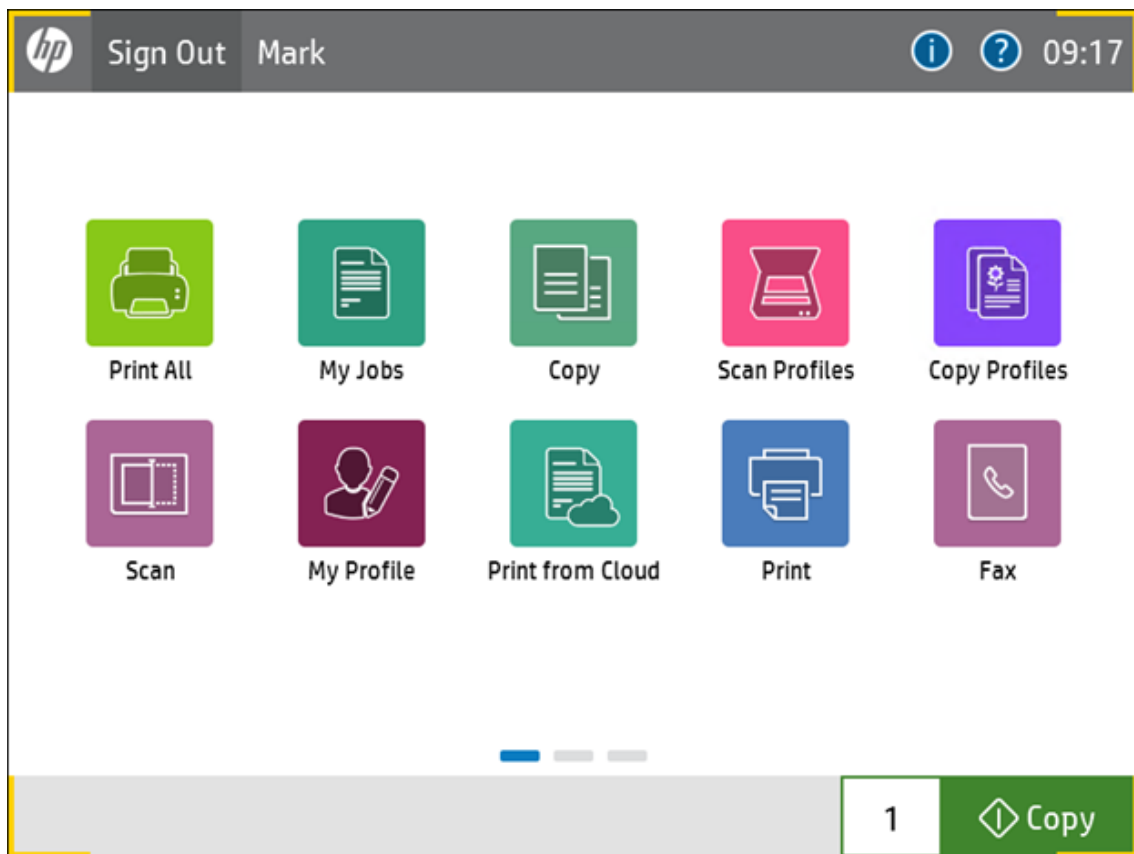 hp Sign Out Mark i ? 09:17
Print All My Jobs Copy Scan Profiles Copy Profiles
Scan My Profile Print from Cloud Print Fax
1 Copy